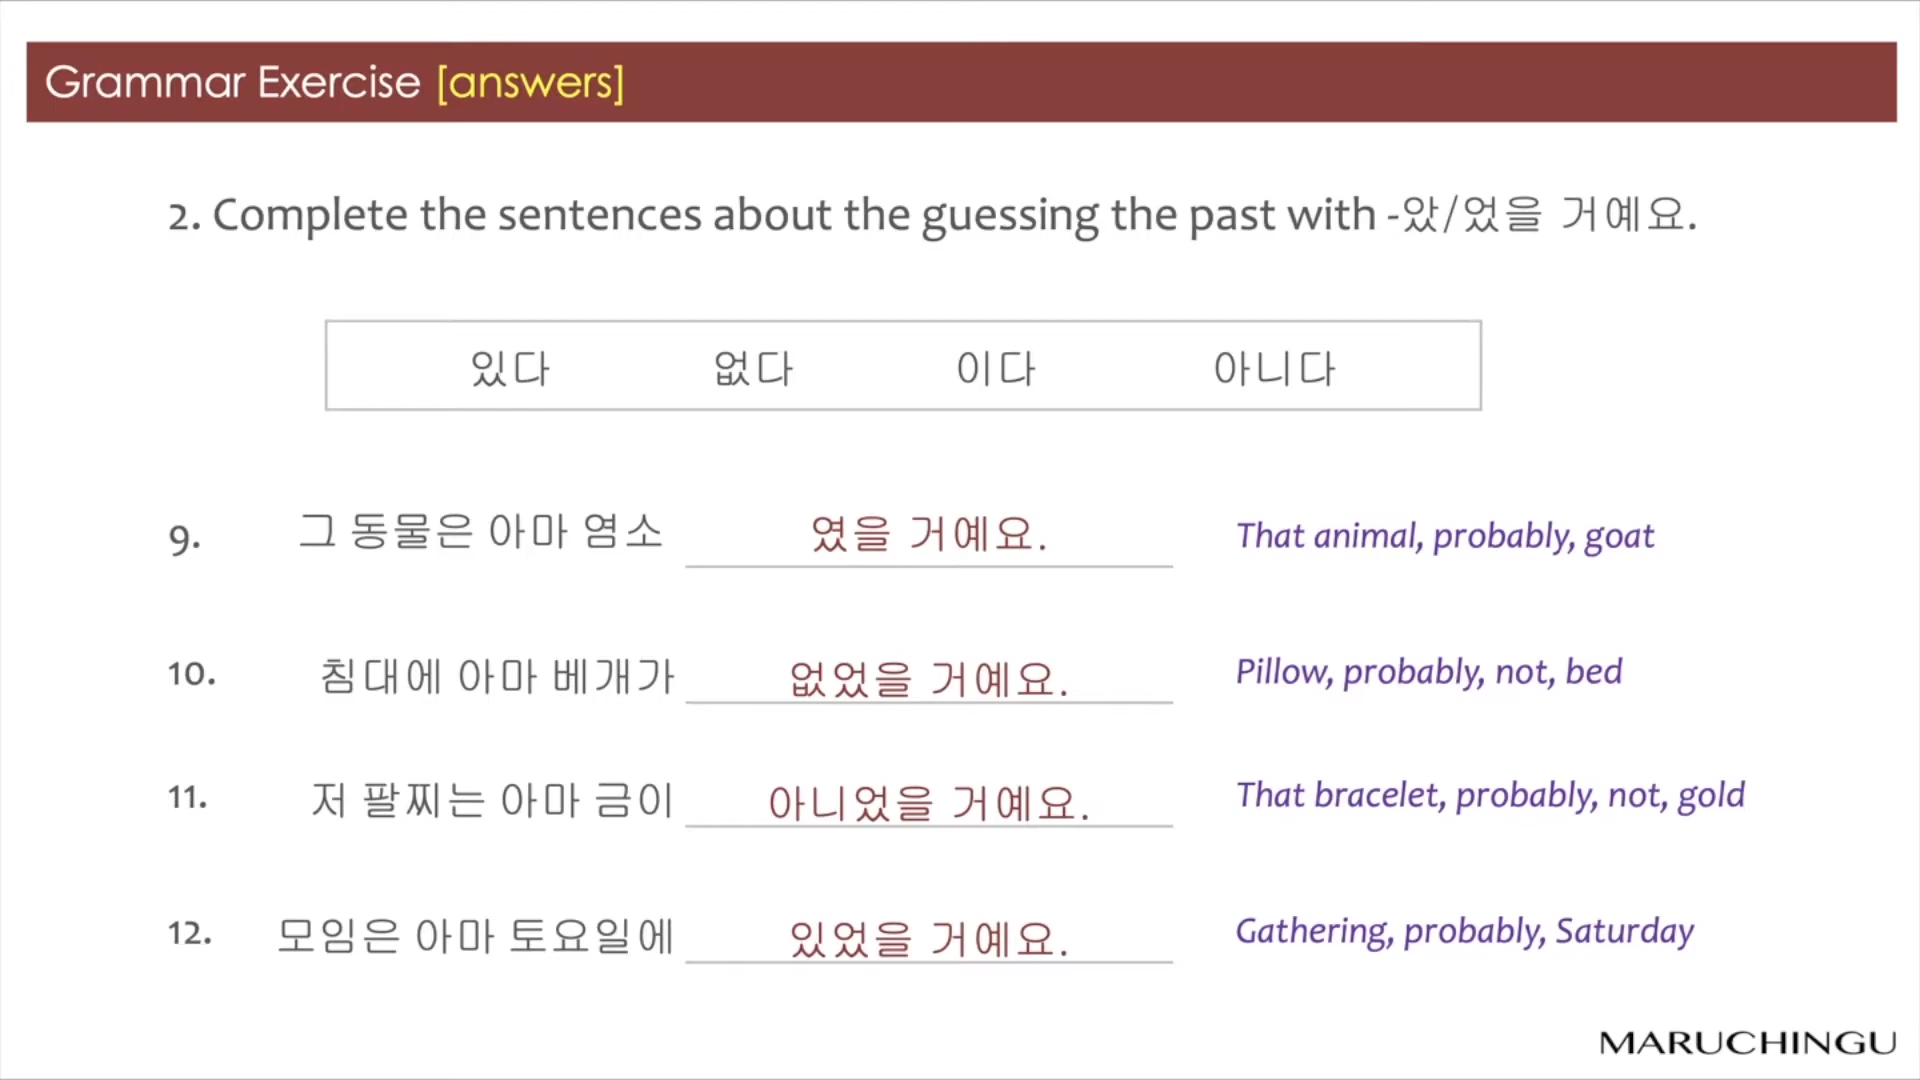 Grammar Exercise [answers]
2. Complete the sentences about the guessing the past with -았/었을 거예요.
있다 없다 이다 아니다
9. 그 동물은 아마 염소 였을 거예요. That animal, probably, goat
10. 침대에 아마 베개가 없었을 거예요. Pillow, probably, not, bed
11. 저 팔찌는 아마 금이 아니었을 거예요. That bracelet, probably, not, gold
12. 모임은 아마 토요일에 있었을 거예요. Gathering, probably, Saturday
MARUCHINGU